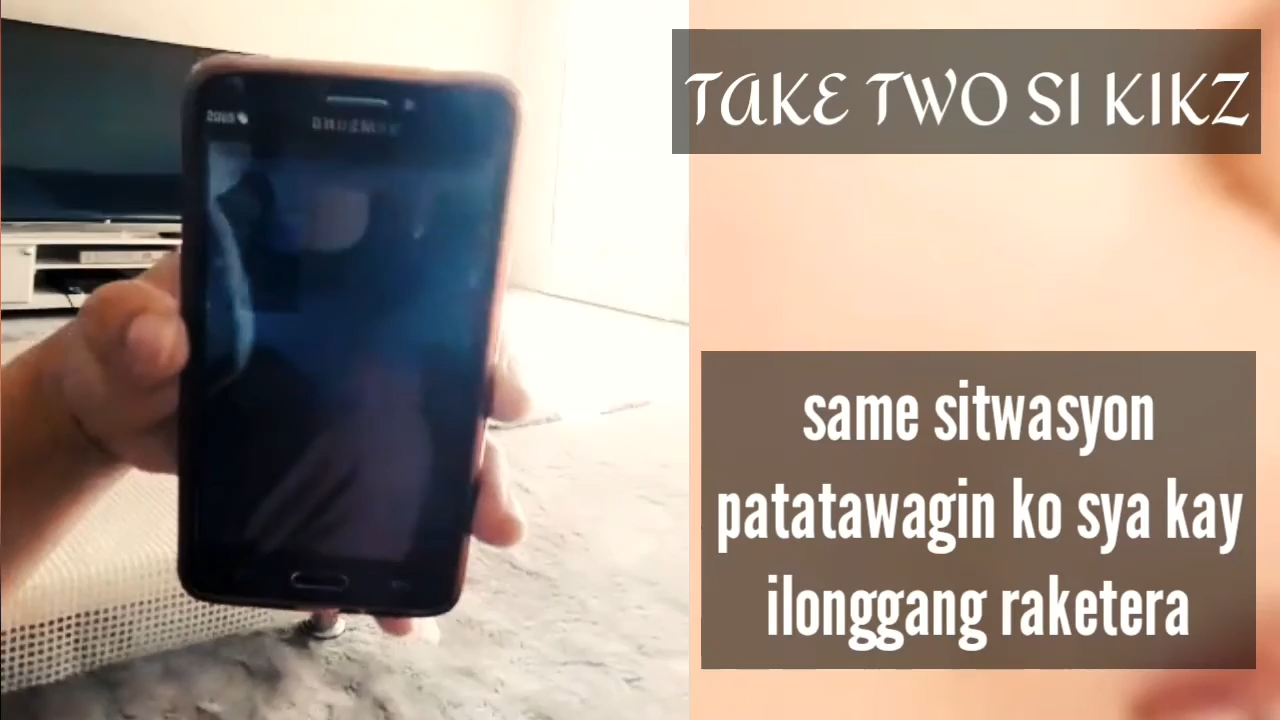 TAKE TWO SI KIKZ
same sitwasyon
patatawagin ko sya kay
ilonggang raketera